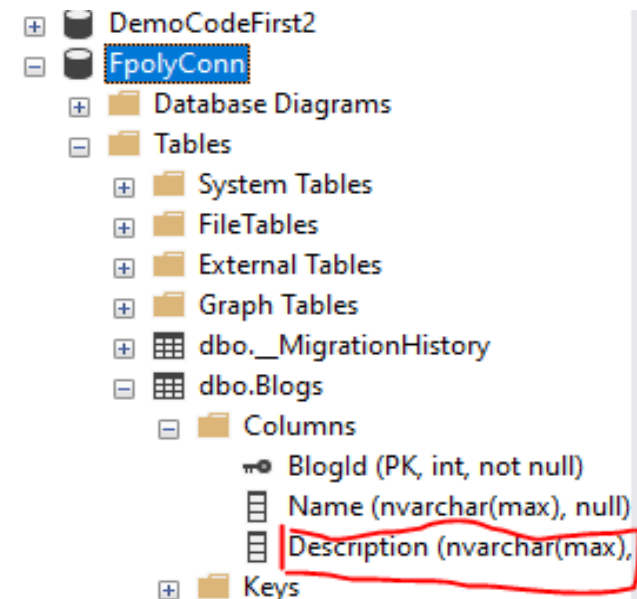 DemoCodeFirst2
FpolyConn
Database Diagrams
Tables
System Tables
FileTables
External Tables
Graph Tables
dbo.__MigrationHistory
dbo.Blogs
Columns
BlogId (PK, int, not null)
Name (nvarchar(max), null)
Description (nvarchar(max),
Keys